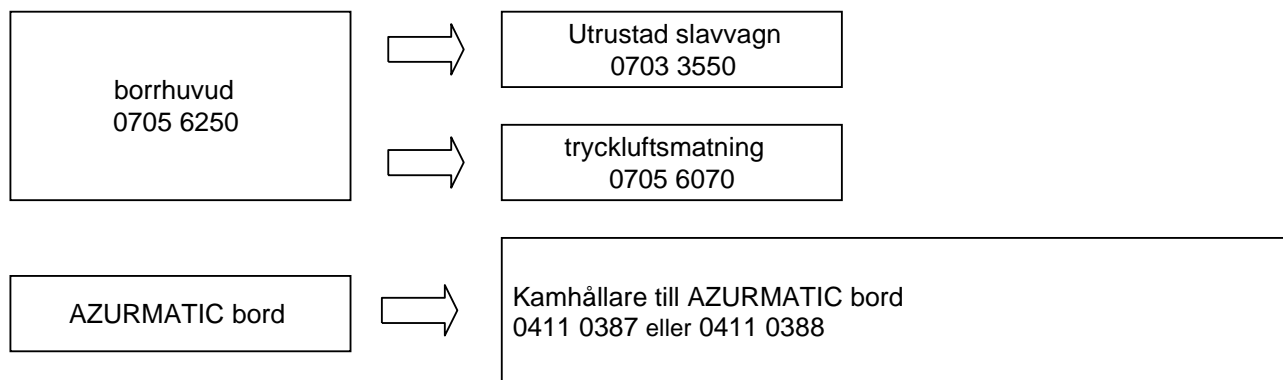 borrhuvud
0705 6250
Utrustad slavvagn
0703 3550
tryckluftsmatning
0705 6070
AZURMATIC bord
Kamhållare till AZURMATIC bord
0411 0387 eller 0411 0388